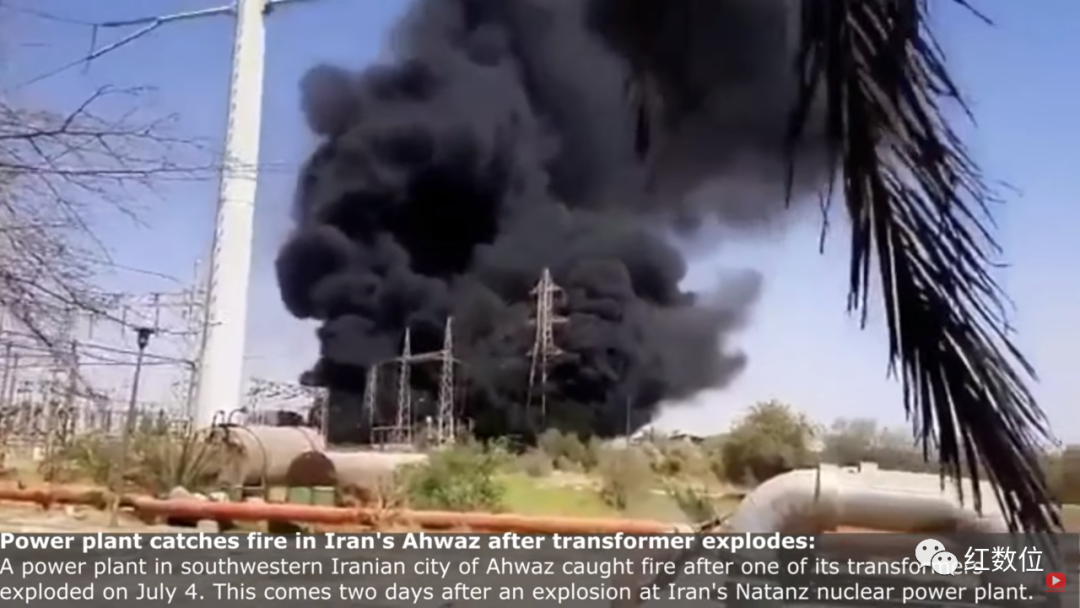 Power plant catches fire in Iran's Ahwaz after transformer explodes:
A power plant in southwestern Iranian city of Ahwaz caught fire after one of its transformers
exploded on July 4. This comes two days after an explosion at Iran's Natanz nuclear power plant.
红数位